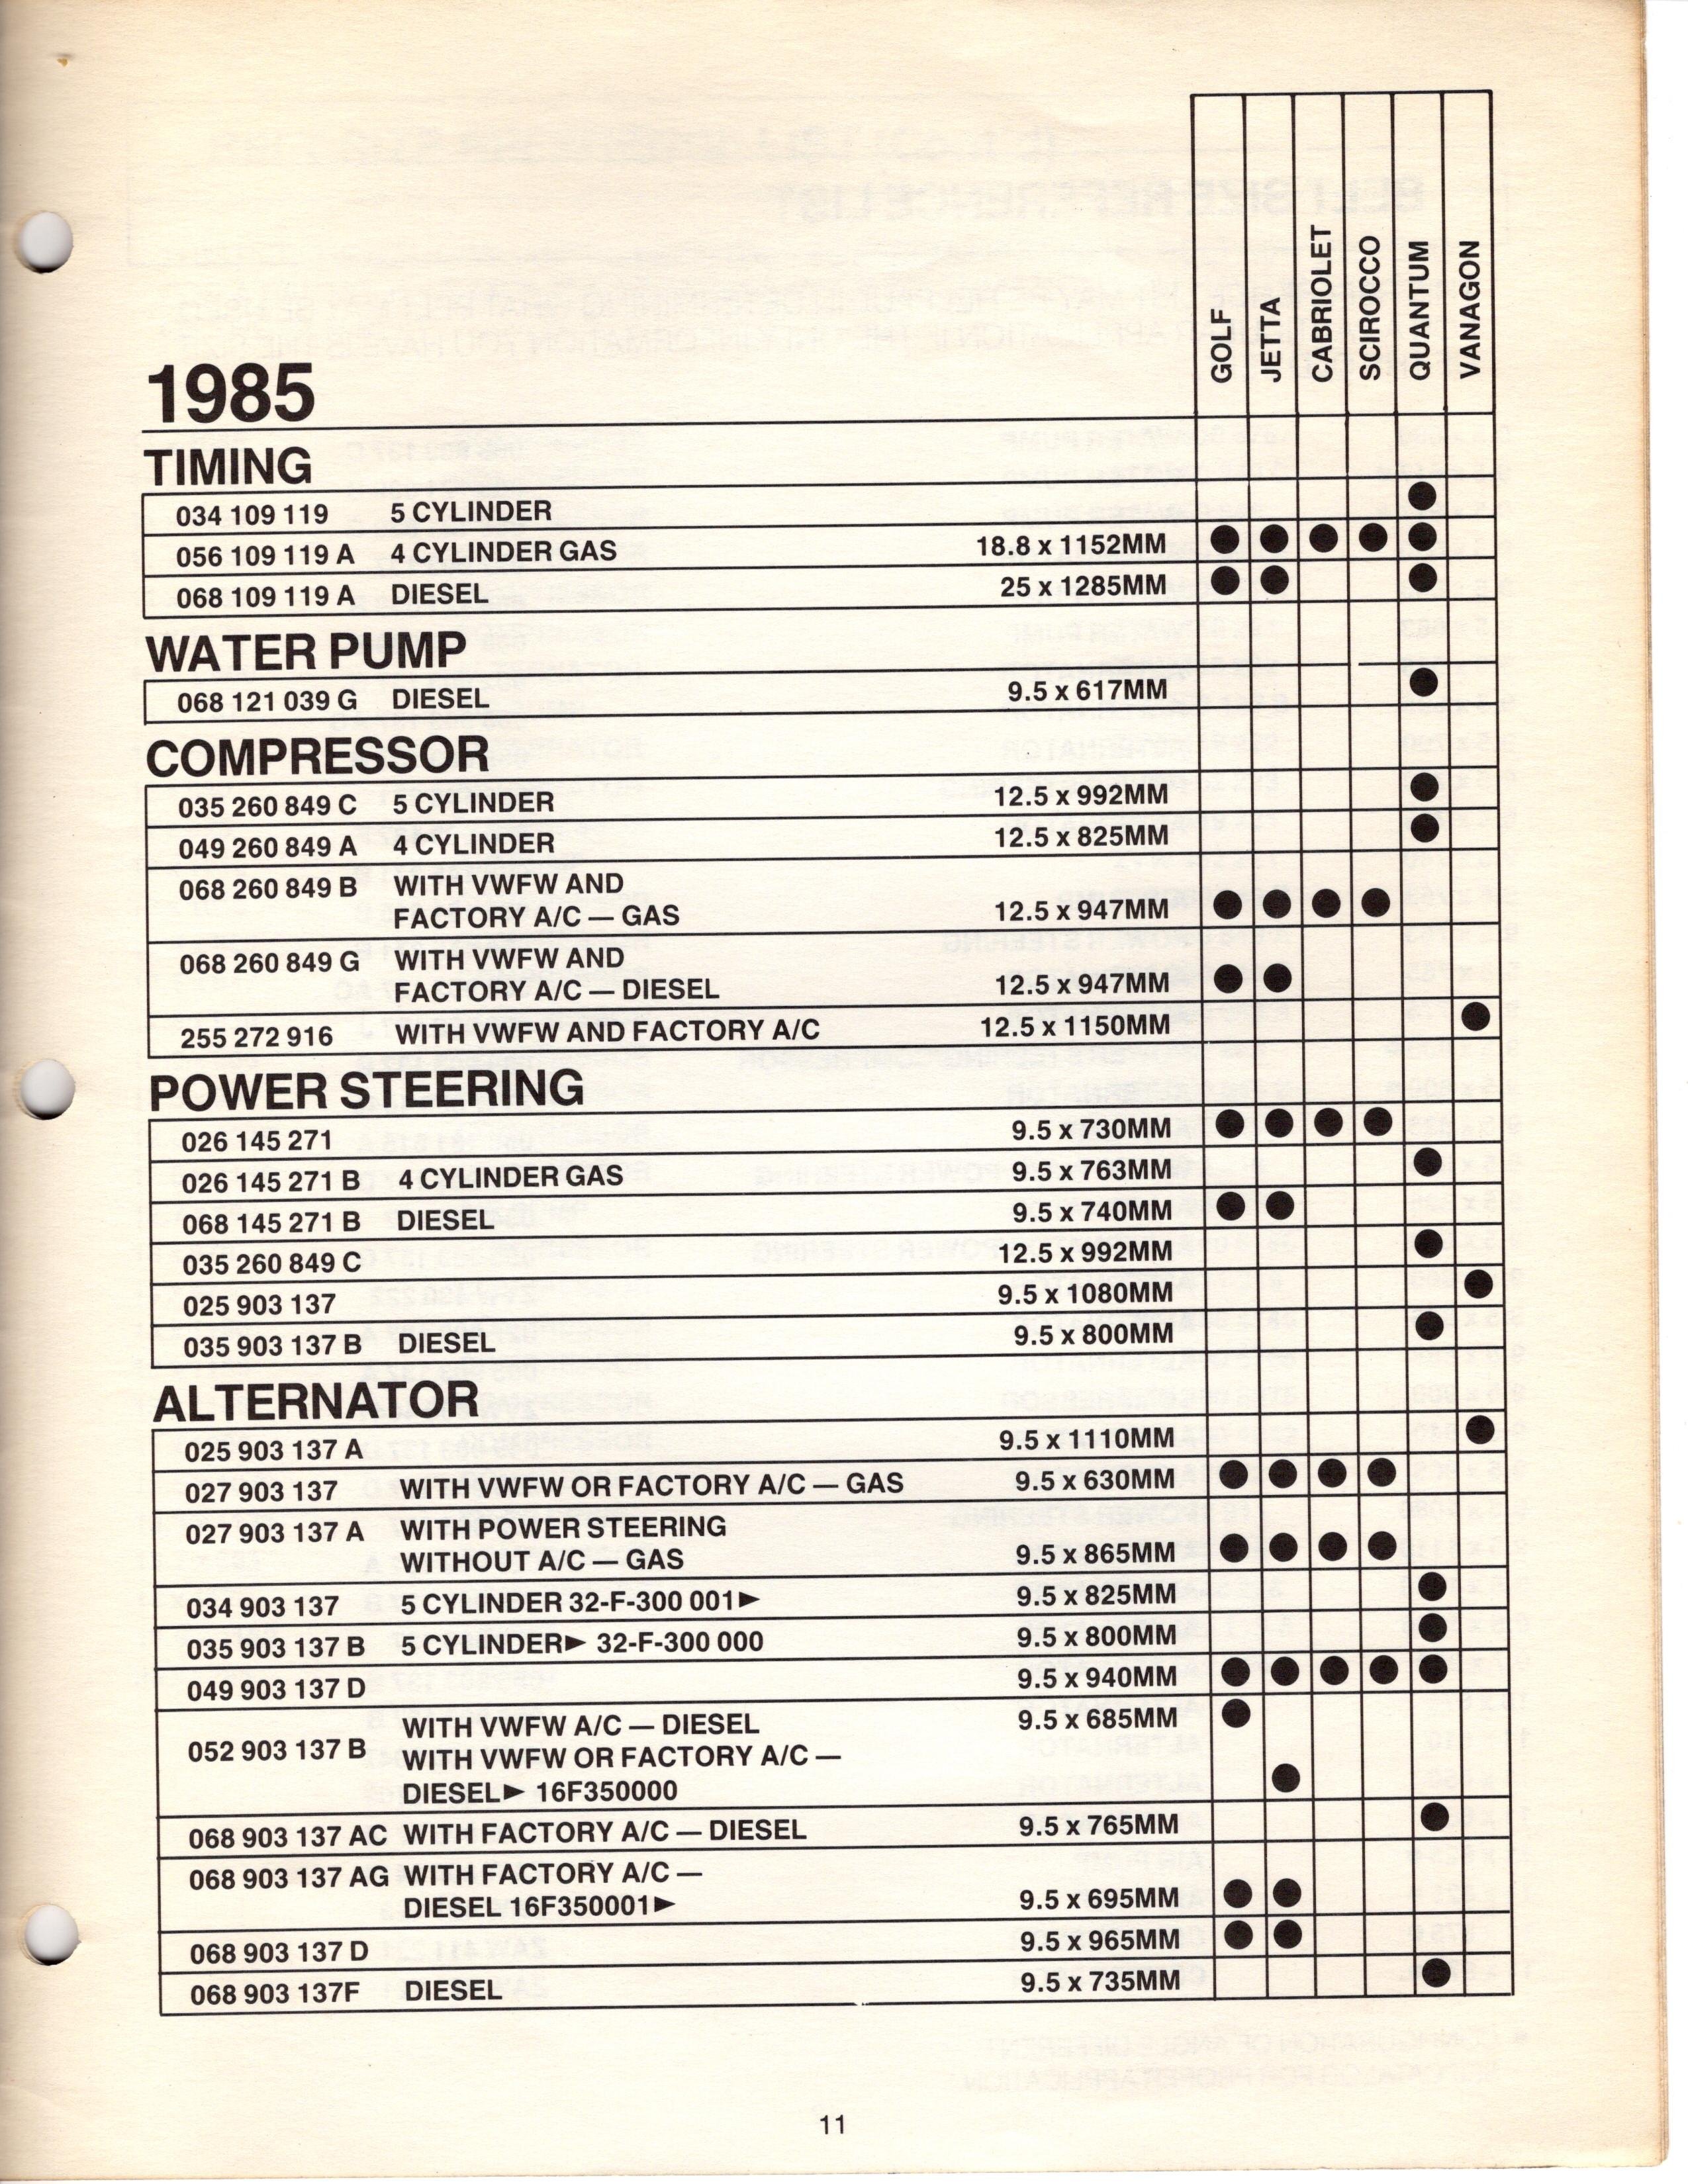 GOLF
JETTA
CABRIOLET
SCIROCCO
QUANTUM
VANAGON
1985
TIMING
034 109 119 5 CYLINDER
056 109 119 A 4 CYLINDER GAS 18.8 x 1152MM
068 109 119 A DIESEL 25 x 1285MM
WATER PUMP
068 121 039 G DIESEL 9.5 x 617MM
COMPRESSOR
035 260 849 C 5 CYLINDER 12.5 x 992MM
049 260 849 A 4 CYLINDER 12.5 x 825MM
068 260 849 B WITH VWFW AND
FACTORY A/C — GAS 12.5 x 947MM
068 260 849 G WITH VWFW AND
FACTORY A/C — DIESEL 12.5 x 947MM
255 272 916 WITH VWFW AND FACTORY A/C 12.5 x 1150MM
POWER STEERING
026 145 271 9.5 x 730MM
026 145 271 B 4 CYLINDER GAS 9.5 x 763MM
068 145 271 B DIESEL 9.5 x 740MM
035 260 849 C 12.5 x 992MM
025 903 137 9.5 x 1080MM
035 903 137 B DIESEL 9.5 x 800MM
ALTERNATOR
025 903 137 A 9.5 x 1110MM
027 903 137 WITH VWFW OR FACTORY A/C — GAS 9.5 x 630MM
027 903 137 A WITH POWER STEERING
WITHOUT A/C — GAS 9.5 x 865MM
034 903 137 5 CYLINDER 32-F-300 001► 9.5 x 825MM
035 903 137 B 5 CYLINDER► 32-F-300 000 9.5 x 800MM
049 903 137 D 9.5 x 940MM
WITH VWFW A/C — DIESEL 9.5 x 685MM
052 903 137 B WITH VWFW OR FACTORY A/C —
DIESEL► 16F350000
068 903 137 AC WITH FACTORY A/C — DIESEL 9.5 x 765MM
068 903 137 AG WITH FACTORY A/C —
DIESEL 16F350001► 9.5 x 695MM
068 903 137 D 9.5 x 965MM
068 903 137F DIESEL 9.5 x 735MM
11